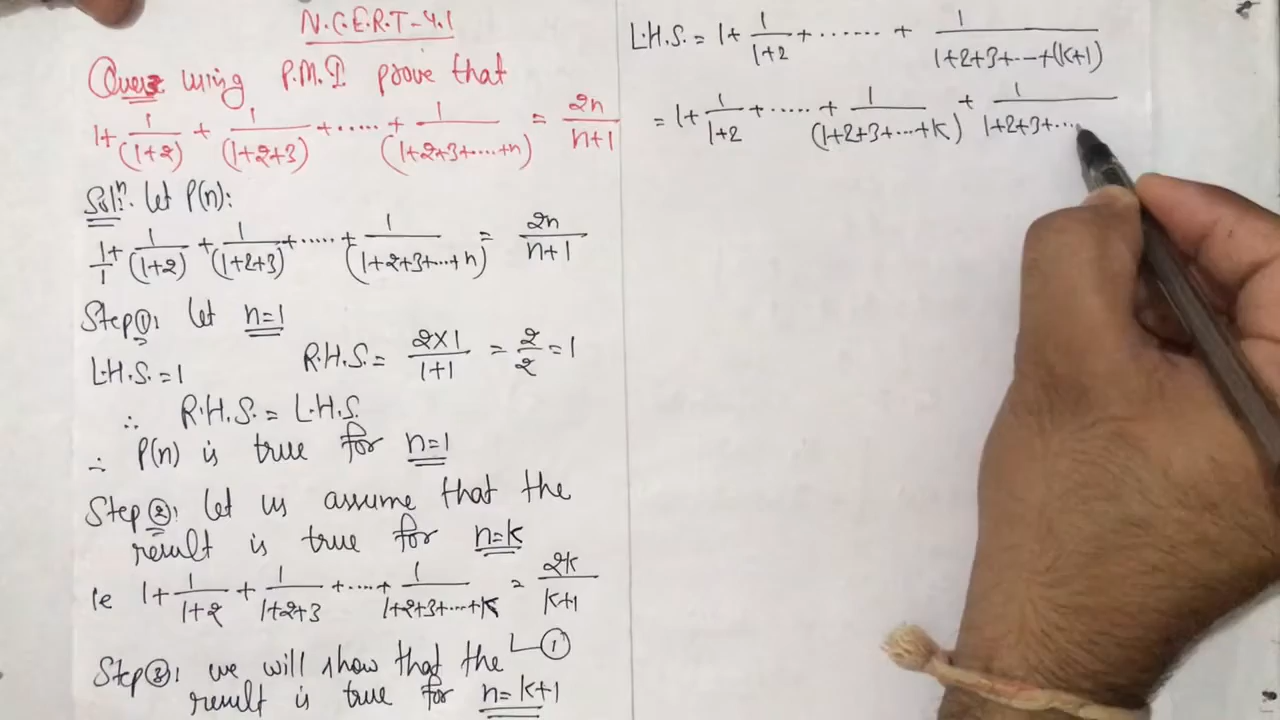 N.C.E.R.T-4.1
Ques3 using P.M.I prove that
1+ 1/(1+2) + 1/(1+2+3) +.....+ 1/(1+2+3+....+n) = 2n/n+1
Solⁿ. let P(n):
1/1 + 1/(1+2) + 1/(1+2+3) +.....+ 1/(1+2+3+...+n) = 2n/n+1
Step①: let n=1
L.H.S.=1 R.H.S.= 2×1/1+1 = 2/2 = 1
∴ R.H.S. = L.H.S.
∴ P(n) is true for n=1
Step②: let us assume that the
result is true for n=k
ie 1+ 1/1+2 + 1/1+2+3 +....+ 1/1+2+3+...+k = 2k/k+1
①
Step③: we will show that the
result is true for n=k+1
L.H.S. = 1+ 1/1+2 +......+ 1/1+2+3+...+(k+1)
= 1+ 1/1+2 +.....+ 1/(1+2+3+...+k) + 1/1+2+3+....